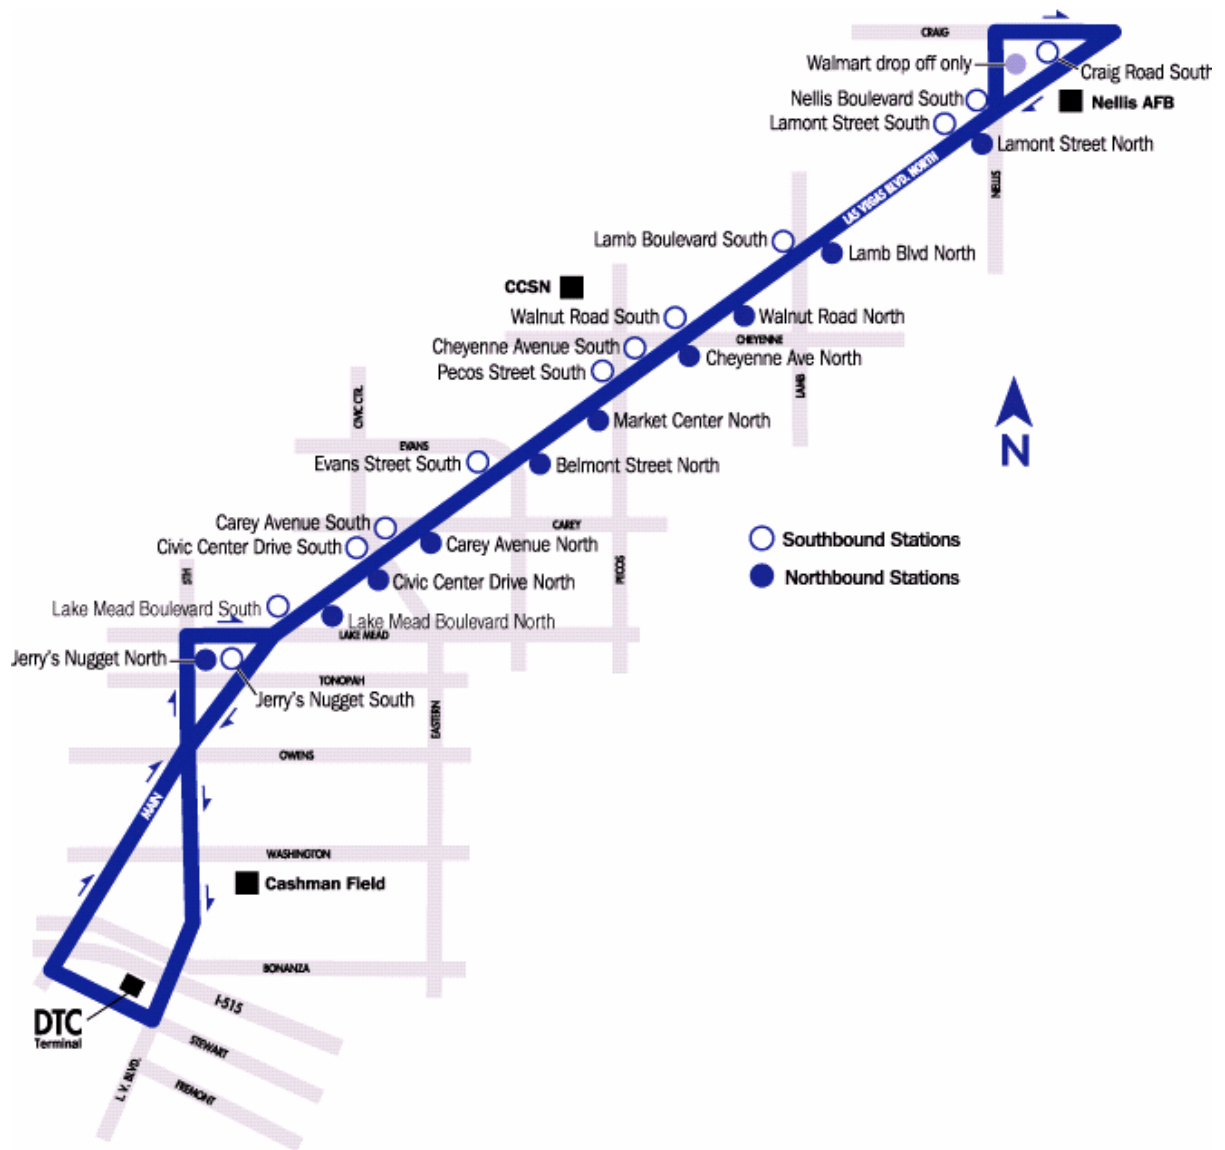 CRAIG
Walmart drop off only
Craig Road South
Nellis Boulevard South
Nellis AFB
Lamont Street South
Lamont Street North
LAS VEGAS BLVD. NORTH
NELLIS
Lamb Boulevard South
Lamb Blvd North
CCSN
Walnut Road South
Walnut Road North
CHEYENNE
Cheyenne Avenue South
Cheyenne Ave North
Pecos Street South
LAMB
CIVIC CTR.
Market Center North
N
EVANS
Evans Street South
Belmont Street North
Carey Avenue South
CAREY
Civic Center Drive South
Carey Avenue North
Southbound Stations
PECOS
5TH
Civic Center Drive North
Northbound Stations
Lake Mead Boulevard South
Lake Mead Boulevard North
LAKE MEAD
Jerry's Nugget North
TONOPAH
Jerry's Nugget South
EASTERN
OWENS
MAIN
WASHINGTON
Cashman Field
BONANZA
I-515
DTC
Terminal
STEWART
L. V. BLVD.
FREMONT